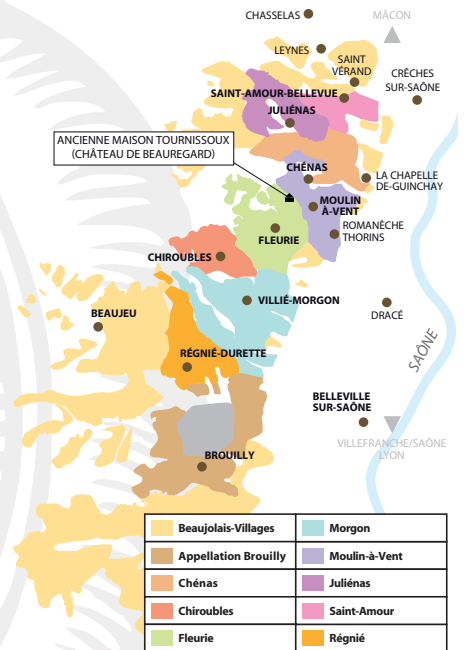 CHASSELAS
MÂCON
LEYNES
SAINT
VÉRAND
CRÊCHES
SUR-SAÔNE
SAINT-AMOUR-BELLEVUE
JULIÉNAS
ANCIENNE MAISON TOURNISSOUX
(CHÂTEAU DE BEAUREGARD)
CHÉNAS
LA CHAPELLE
DE-GUINCHAY
MOULIN
À-VENT
ROMANÈCHE
THORINS
FLEURIE
CHIROUBLES
VILLIÉ-MORGON
BEAUJEU
DRACÉ
SAÔNE
RÉGNIÉ-DURETTE
BELLEVILLE
SUR-SAÔNE
VILLEFRANCHE/SAÔNE
LYON
BROUILLY
Beaujolais-Villages
Morgon
Appellation Brouilly
Moulin-à-Vent
Chénas
Juliénas
Chiroubles
Saint-Amour
Fleurie
Régnié